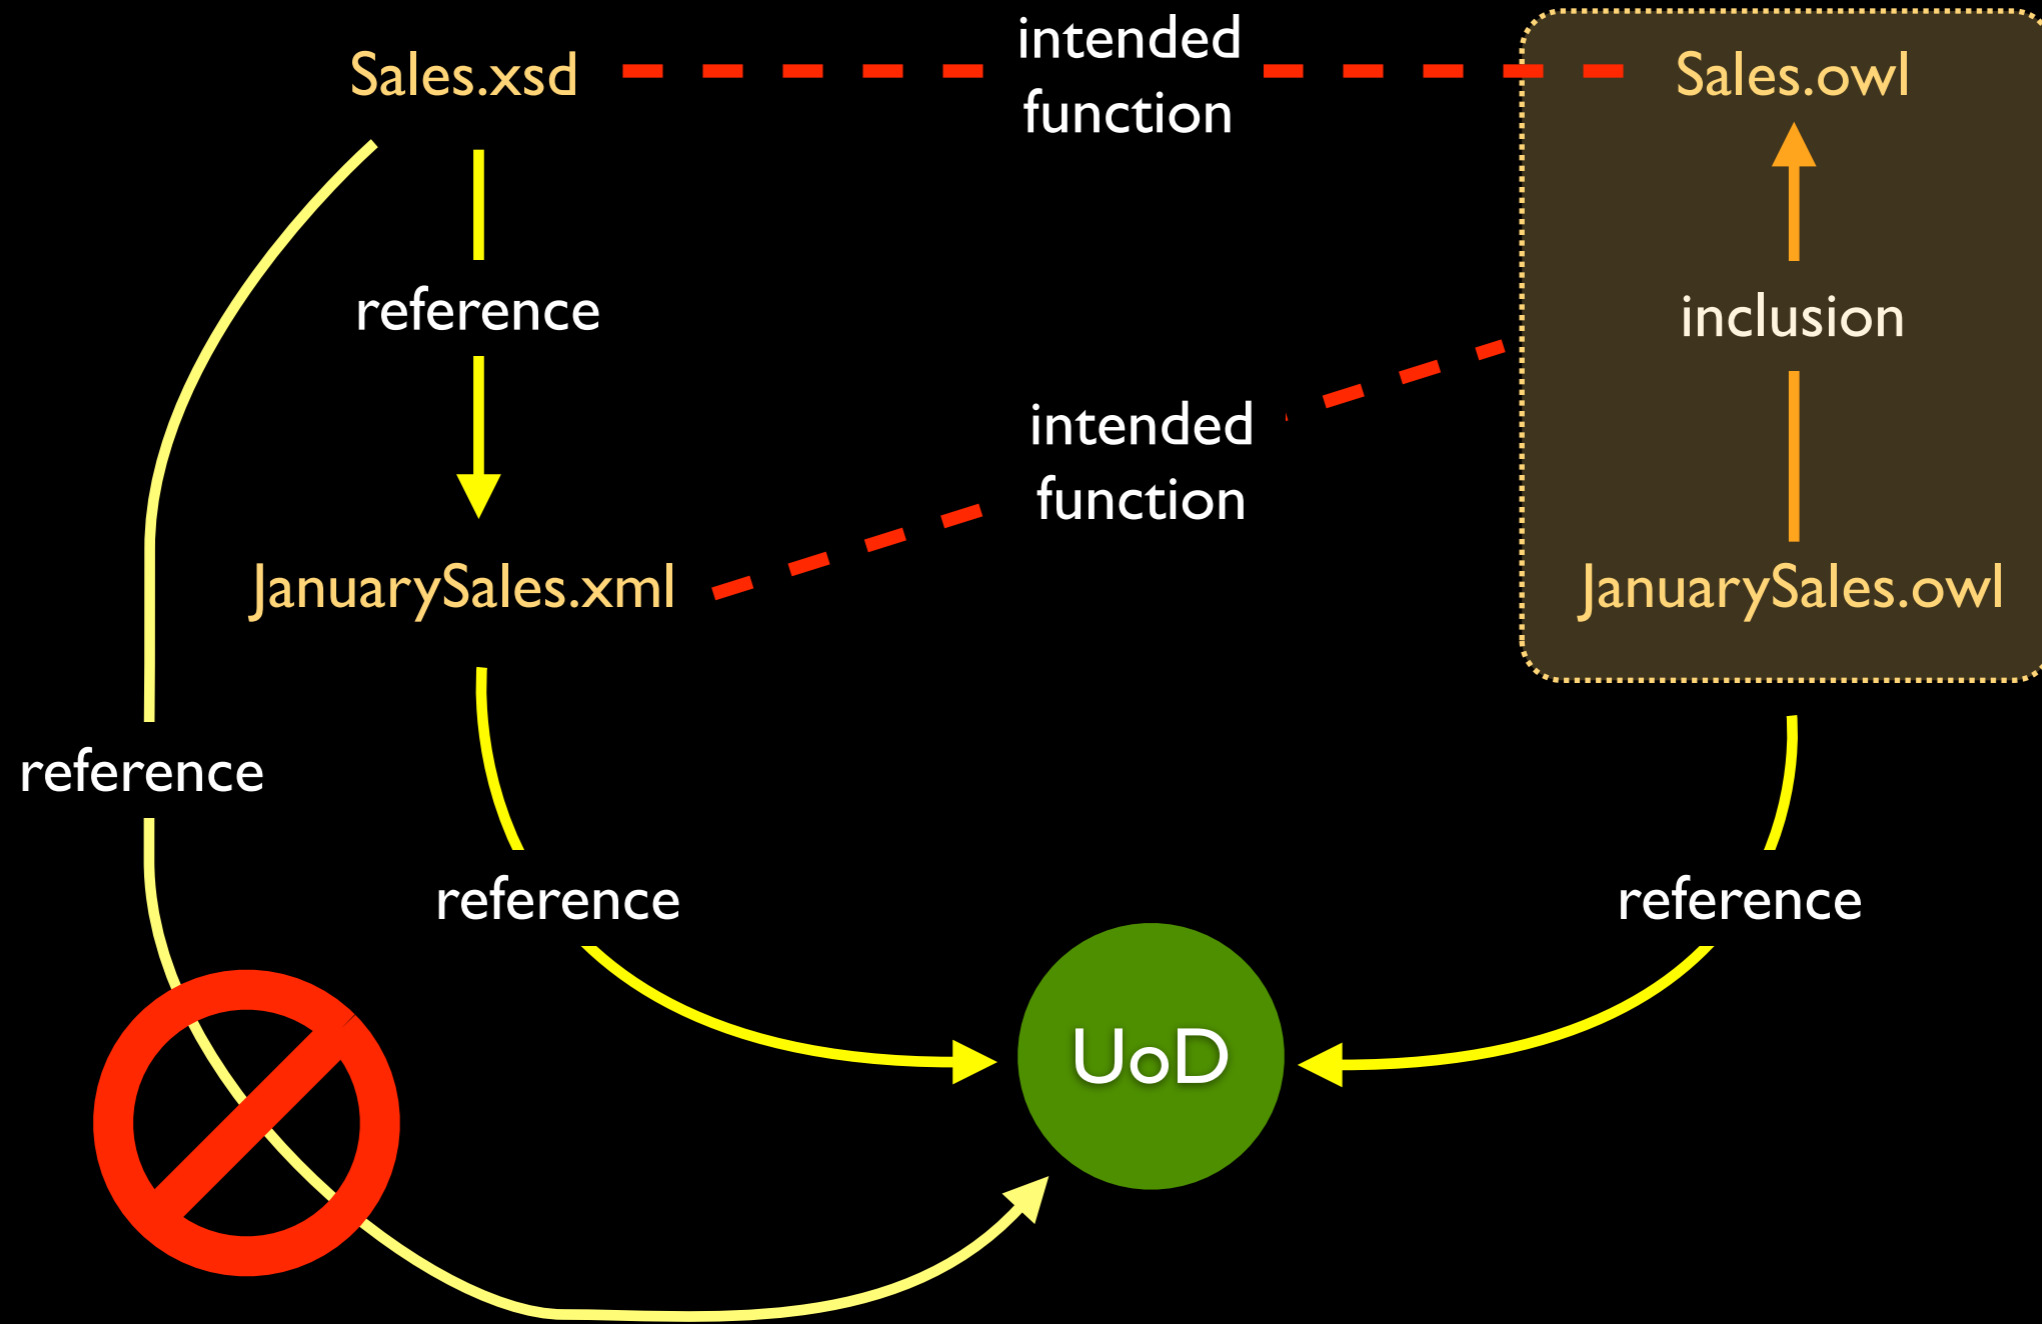 intended
function
Sales.xsd
Sales.owl
reference
inclusion
intended
function
JanuarySales.xml
JanuarySales.owl
reference
reference
reference
UoD